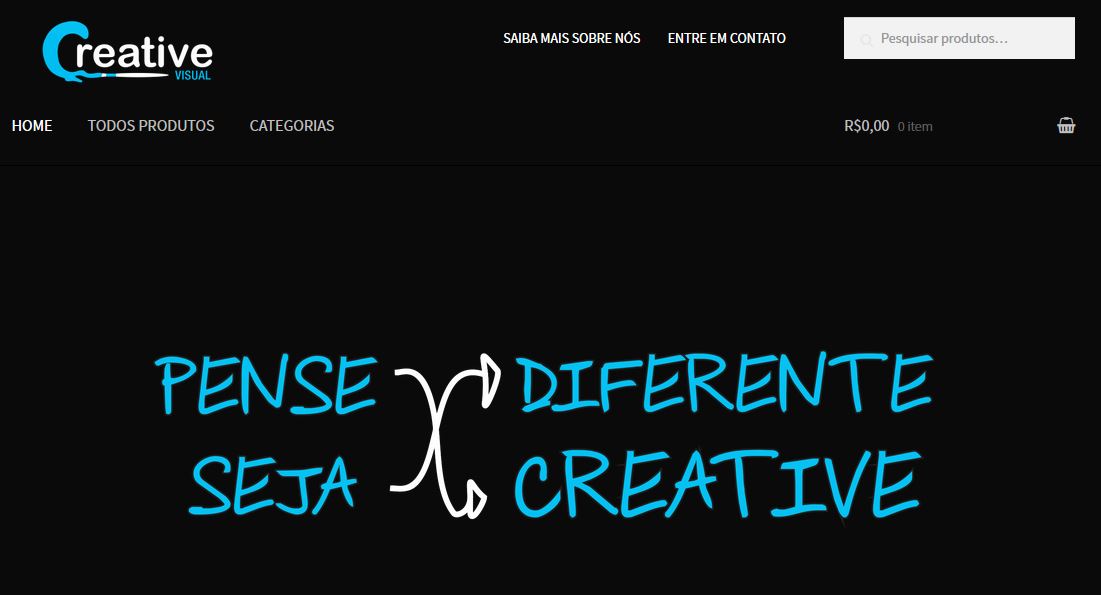 Creative
VISUAL
SAIBA MAIS SOBRE NÓS ENTRE EM CONTATO
Pesquisar produtos...
HOME TODOS PRODUTOS CATEGORIAS
R$0,00 0 item
PENSE DIFERENTE
SEJA CREATIVE